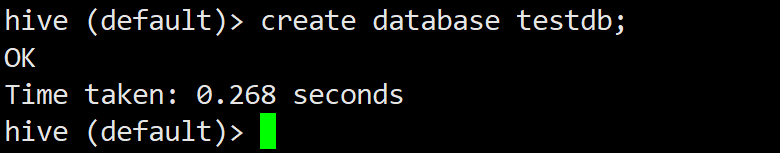 hive (default)> create database testdb;
OK
Time taken: 0.268 seconds
hive (default)>